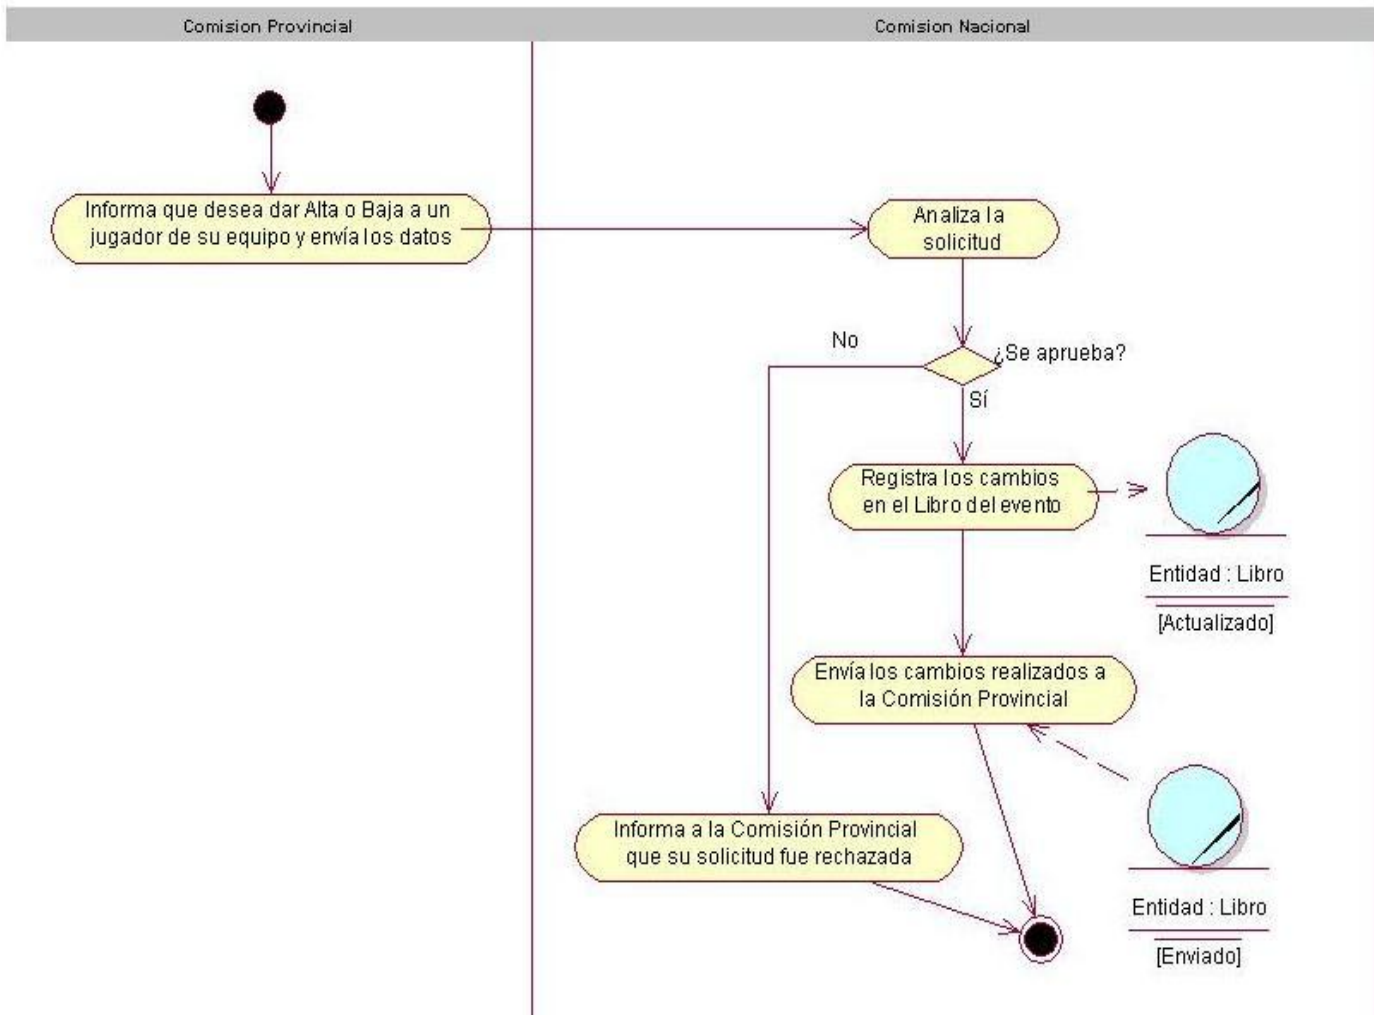 Comision Provincial
Comision Nacional
Informa que desea dar Alta o Baja a un
jugador de su equipo y envía los datos
Analiza la
solicitud
No
¿Se aprueba?
Sí
Registra los cambios
en el Libro del evento
Entidad : Libro
[Actualizado]
Envía los cambios realizados a
la Comisión Provincial
Informa a la Comisión Provincial
que su solicitud fue rechazada
Entidad : Libro
[Enviado]